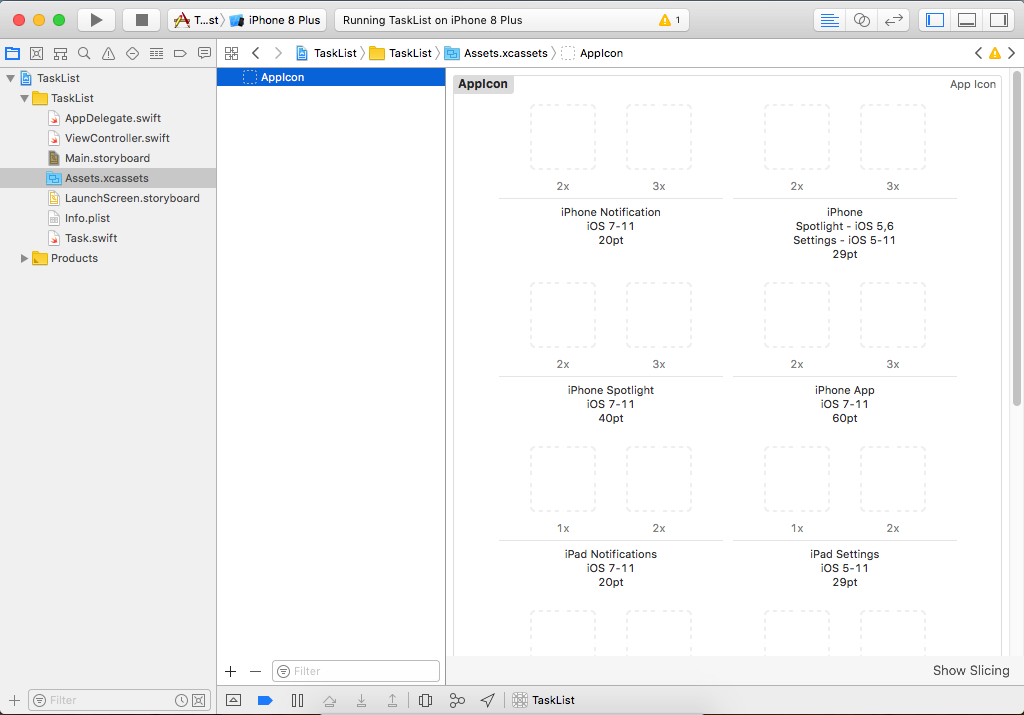 T...st
iPhone 8 Plus
Running TaskList on iPhone 8 Plus
1
TaskList
TaskList
Assets.xcassets
AppIcon
TaskList
TaskList
AppDelegate.swift
ViewController.swift
Main.storyboard
Assets.xcassets
LaunchScreen.storyboard
Info.plist
Task.swift
Products
Filter
AppIcon
Filter
AppIcon
App Icon
2x
3x
iPhone Notification
iOS 7-11
20pt
2x
3x
iPhone
Spotlight - iOS 5,6
Settings - iOS 5-11
29pt
2x
3x
iPhone Spotlight
iOS 7-11
40pt
2x
3x
iPhone App
iOS 7-11
60pt
1x
2x
iPad Notifications
iOS 7-11
20pt
1x
2x
iPad Settings
iOS 5-11
29pt
Show Slicing
TaskList